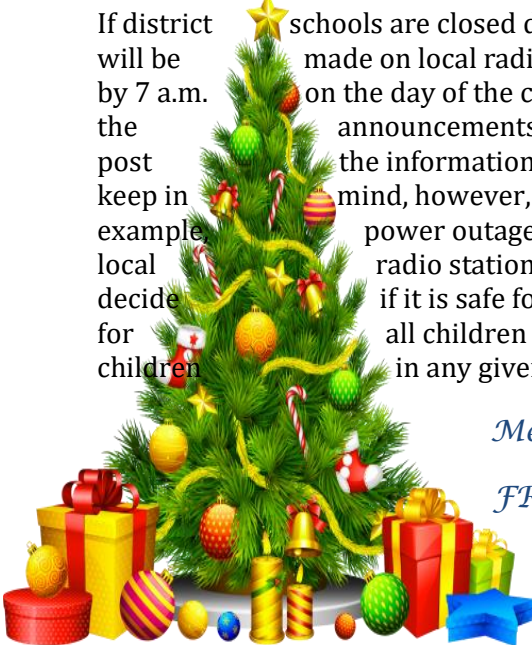 If district schools are closed
will be made on local radi
by 7 a.m. on the day of the c
the announcements
post the information
keep in mind, however,
example, power outage
local radio station
decide if it is safe fo
for all children
children in any give
Me
FR